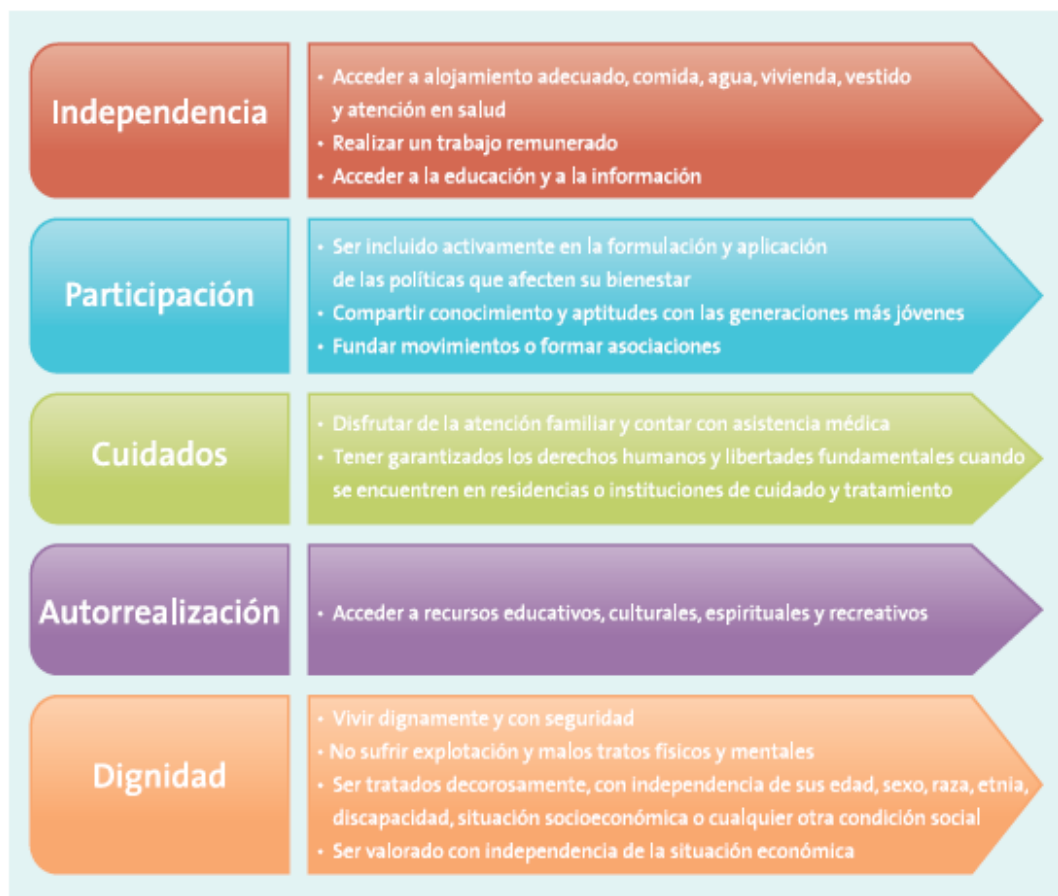 Independencia
• Acceder a alojamiento adecuado, comida, agua, vivienda, vestido
y atención en salud
• Realizar un trabajo remunerado
• Acceder a la educación y a la información
Participación
• Ser incluido activamente en la formulación y aplicación
de las políticas que afecten su bienestar
• Compartir conocimiento y aptitudes con las generaciones más jóvenes
• Fundar movimientos o formar asociaciones
Cuidados
• Disfrutar de la atención familiar y contar con asistencia médica
• Tener garantizados los derechos humanos y libertades fundamentales cuando
se encuentren en residencias o instituciones de cuidado y tratamiento
Autorrealización
• Acceder a recursos educativos, culturales, espirituales y recreativos
Dignidad
• Vivir dignamente y con seguridad
• No sufrir explotación y malos tratos físicos y mentales
• Ser tratados decorosamente, con independencia de sus edad, sexo, raza, etnia,
discapacidad, situación socioeconómica o cualquier otra condición social
• Ser valorado con independencia de la situación económica